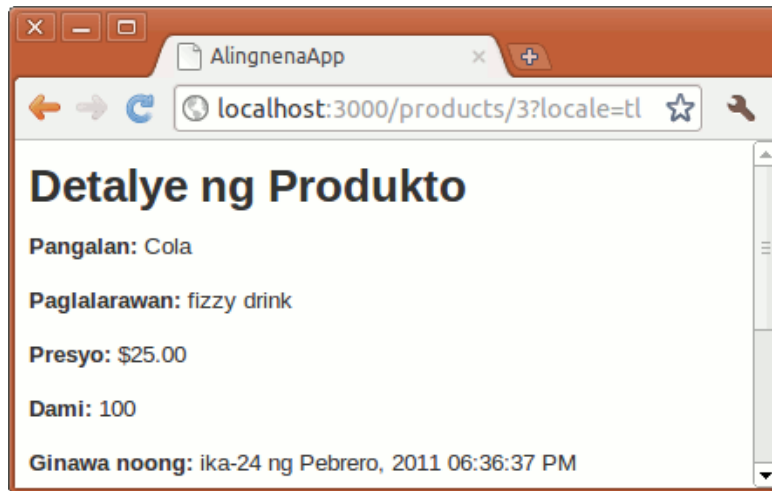 AlingnenaApp
localhost:3000/products/3?locale=tl
Detalye ng Produkto
Pangalan: Cola
Paglalarawan: fizzy drink
Presyo: $25.00
Dami: 100
Ginawa noong: ika-24 ng Pebrero, 2011 06:36:37 PM